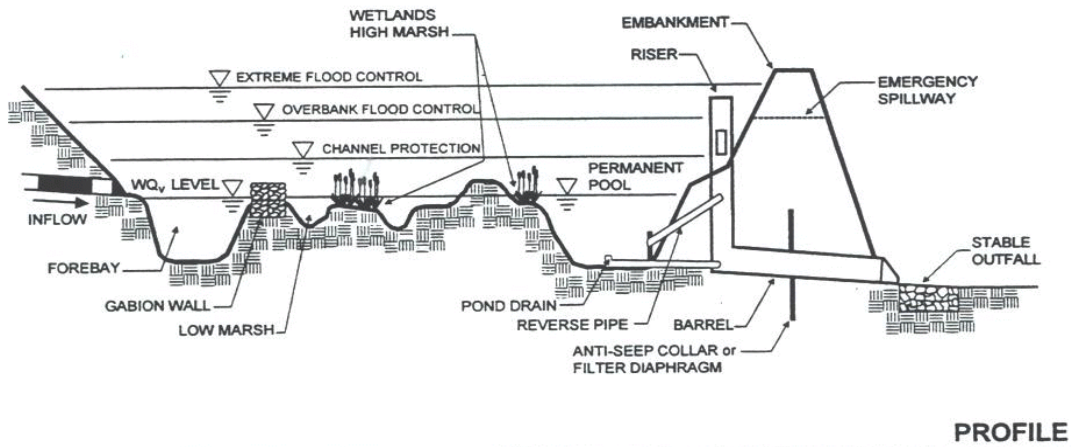 WETLANDS
HIGH MARSH
EMBANKMENT
RISER
EXTREME FLOOD CONTROL
EMERGENCY
SPILLWAY
OVERBANK FLOOD CONTROL
CHANNEL PROTECTION
PERMANENT
POOL
WQv LEVEL
INFLOW
FOREBAY
STABLE
OUTFALL
GABION WALL
POND DRAIN
LOW MARSH
REVERSE PIPE
BARREL
ANTI-SEEP COLLAR or
FILTER DIAPHRAGM
PROFILE